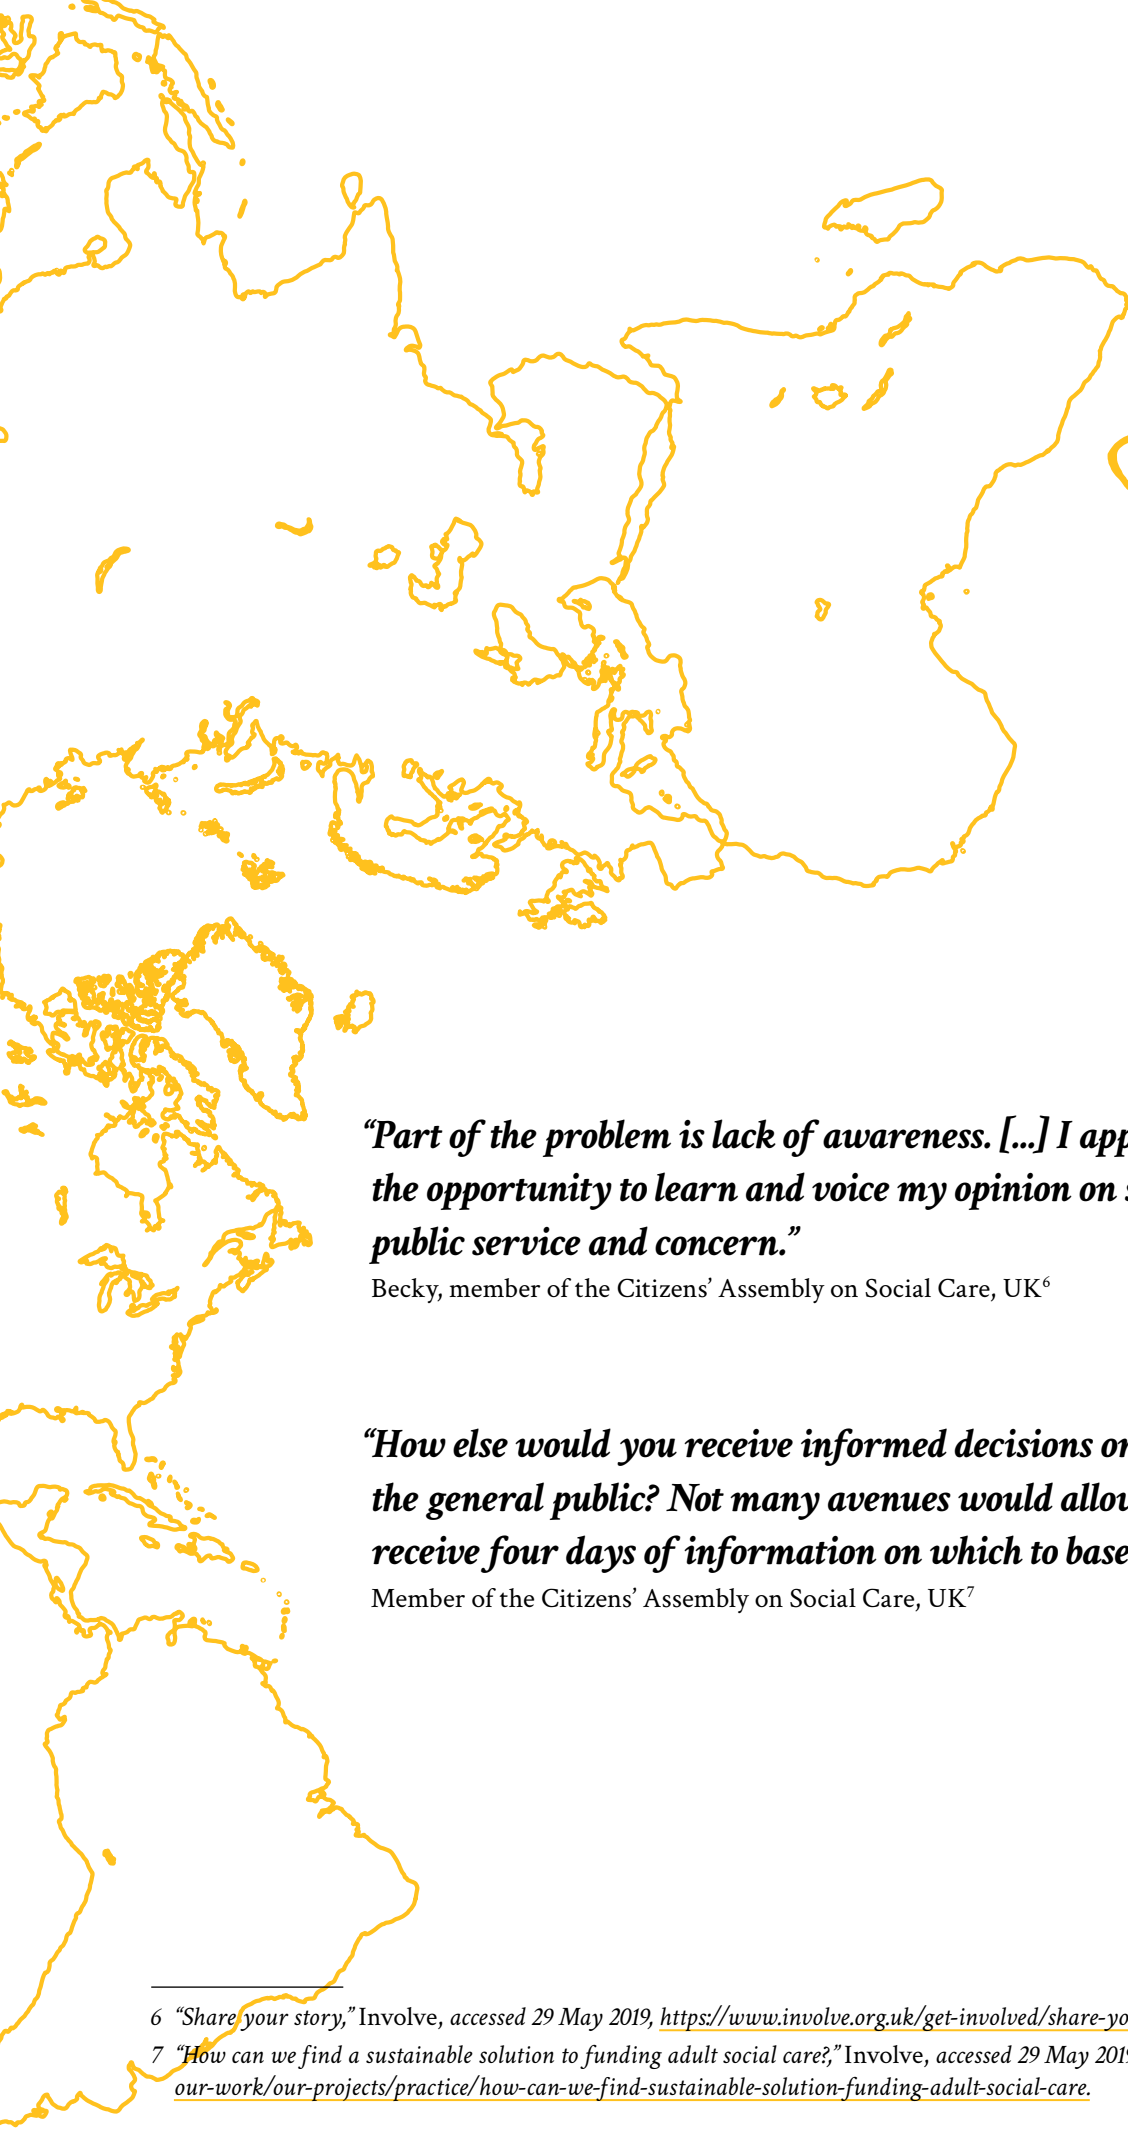 “Part of the problem is lack of awareness. [...] I app
the opportunity to learn and voice my opinion on s
public service and concern.”
Becky, member of the Citizens’ Assembly on Social Care, UK⁶
“How else would you receive informed decisions or
the general public? Not many avenues would allow
receive four days of information on which to base
Member of the Citizens’ Assembly on Social Care, UK⁷
6 “Share your story,” Involve, accessed 29 May 2019, https://www.involve.org.uk/get-involved/share-yo
7 “How can we find a sustainable solution to funding adult social care?,” Involve, accessed 29 May 2019
our-work/our-projects/practice/how-can-we-find-sustainable-solution-funding-adult-social-care.